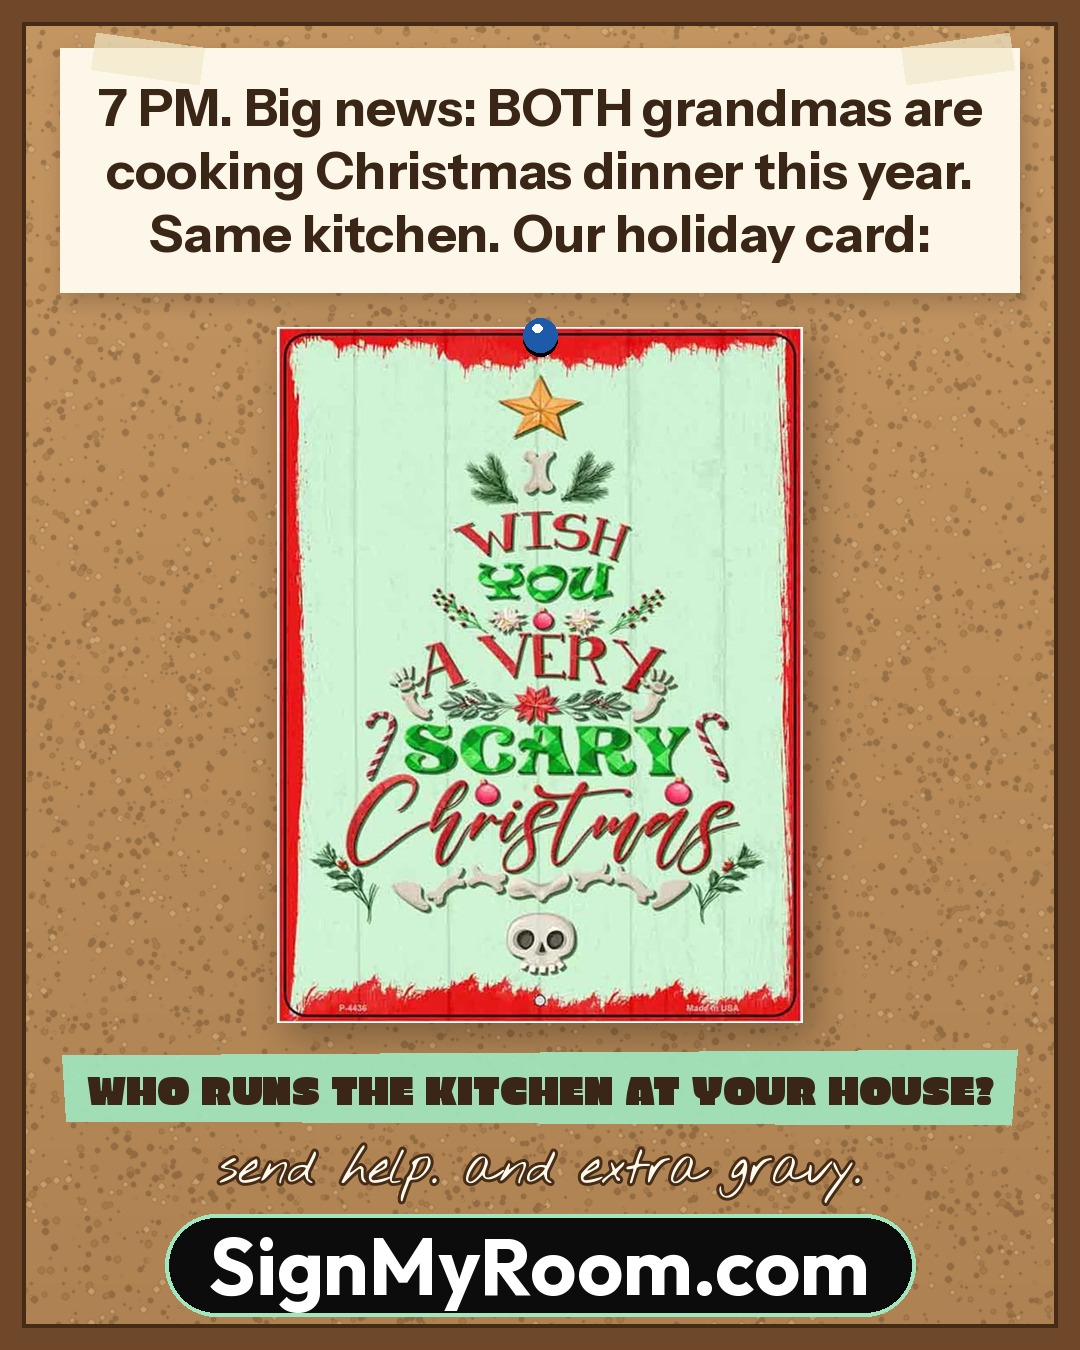 7 PM. Big news: BOTH grandmas are
cooking Christmas dinner this year.
Same kitchen. Our holiday card:
I
WISH
YOU
A VERY
SCARY
Christmas
P-4436
Made in USA
WHO RUNS THE KITCHEN AT YOUR HOUSE?
send help. and extra gravy.
SignMyRoom.com